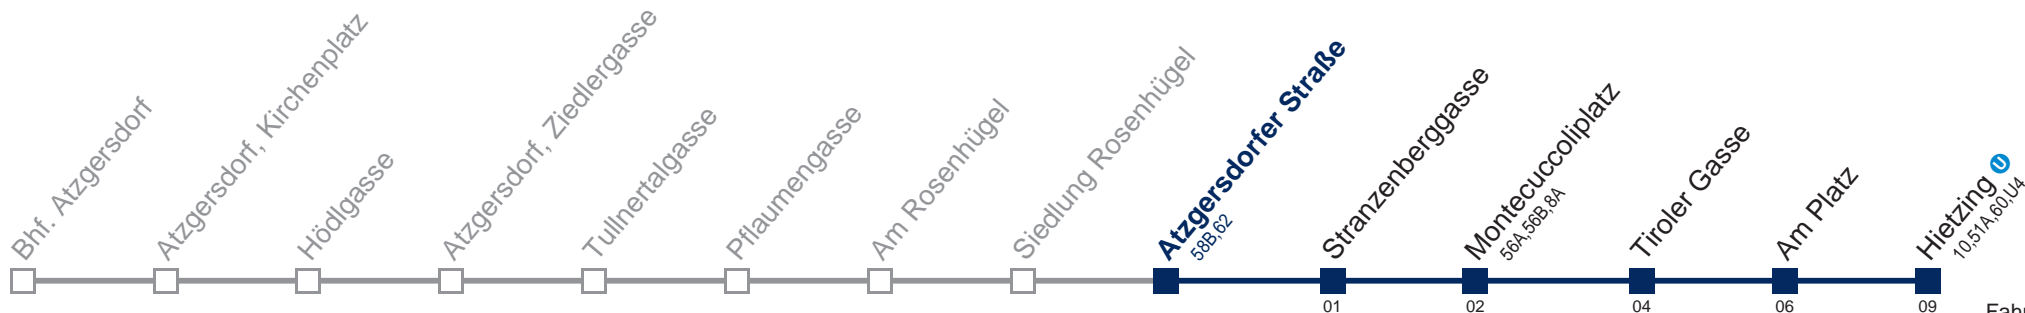 Bhf. Atzgersdorf
Atzgersdorf, Kirchenplatz
Hödlgasse
Atzgersdorf, Ziedlergasse
Tullnertalgasse
Pflaumengasse
Am Rosenhügel
Siedlung Rosenhügel
Atzgersdorfer Straße
58B,62
Stranzenberggasse
Montecuccoliplatz
56A,56B,8A
Tiroler Gasse
Am Platz
Hietzing U
10,51A,60,U4
01
02
04
06
09